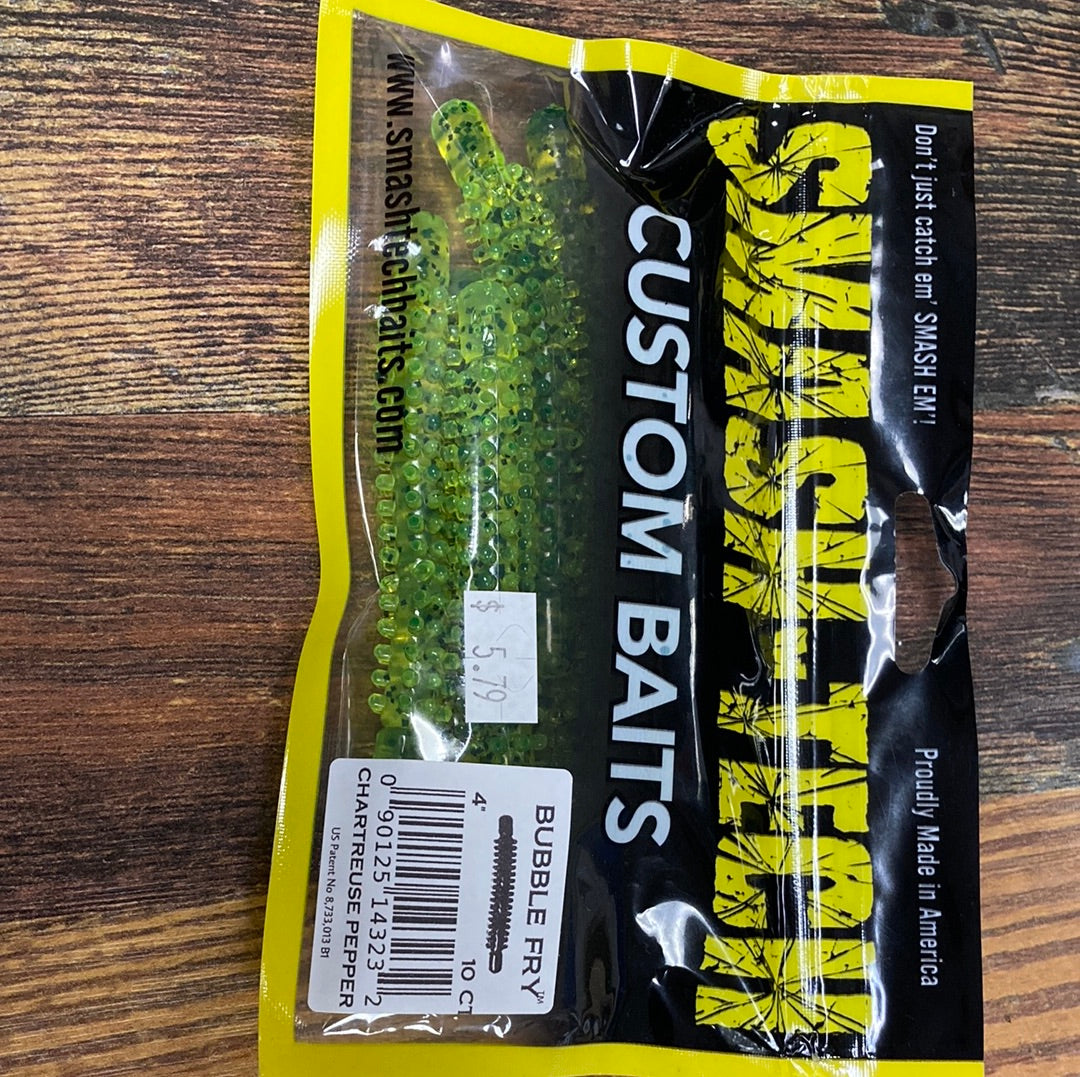 Don't just catch em' SMASH EM'!
Proudly Made in America
SMASH TECH
CUSTOM BAITS
$ 5.79
www.smashtechbaits.com
BUBBLE FRY™
4"
10 CT
0 90125 14323 2
CHARTREUSE PEPPER
US Patent No 8,733,013 B1